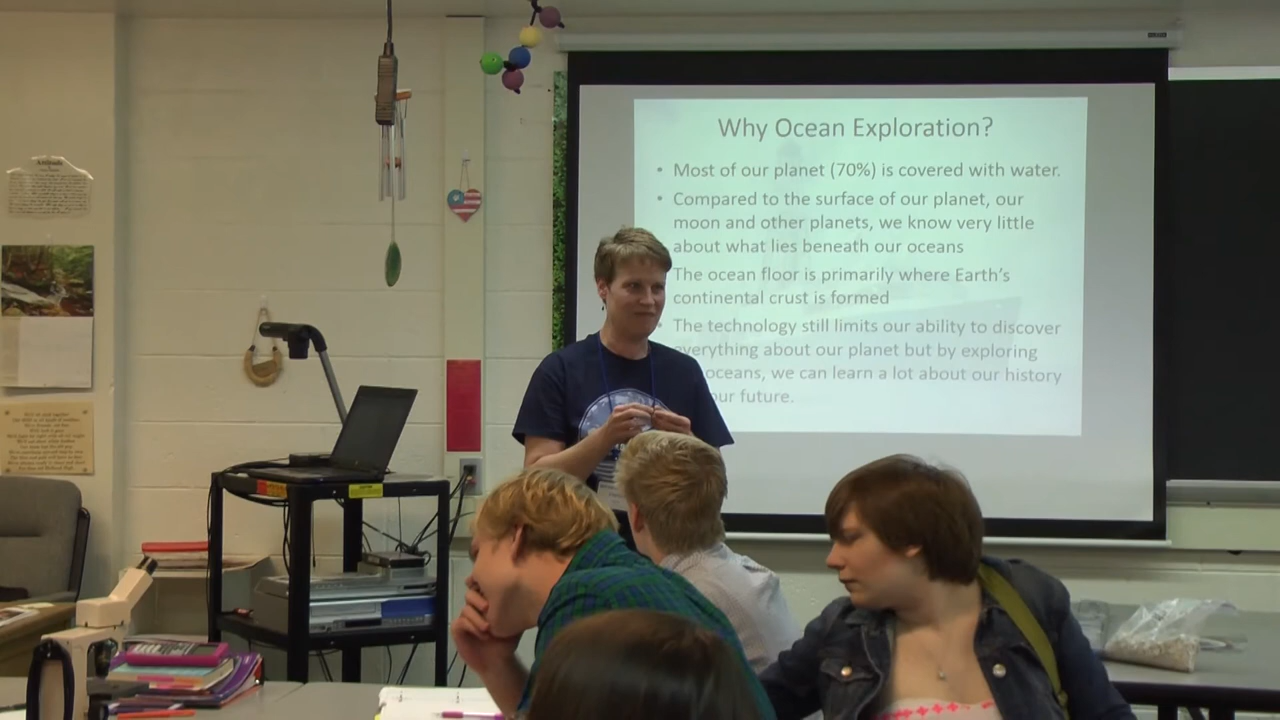 Why Ocean Exploration?
• Most of our planet (70%) is covered with water.
• Compared to the surface of our planet, our
moon and other planets, we know very little
about what lies beneath our oceans
The ocean floor is primarily where Earth's
continental crust is formed
• The technology still limits our ability to discover
everything about our planet but by exploring
oceans, we can learn a lot about our history
our future.
Attitude